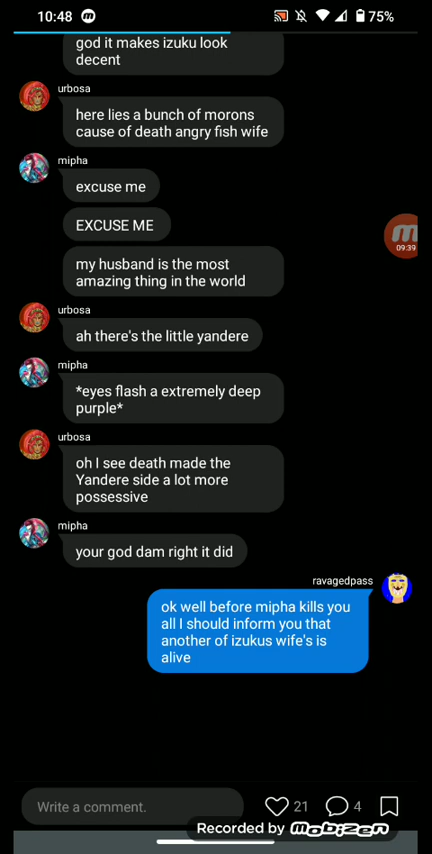 10:48 m 75%
god it makes izuku look
decent
urbosa
here lies a bunch of morons
cause of death angry fish wife
mipha
excuse me
EXCUSE ME
my husband is the most
amazing thing in the world
m
09:39
urbosa
ah there's the little yandere
mipha
*eyes flash a extremely deep
purple*
urbosa
oh I see death made the
Yandere side a lot more
possessive
mipha
your god dam right it did
ravagedpass
ok well before mipha kills you
all I should inform you that
another of izukus wife's is
alive
Write a comment. 21 4
Recorded by mobizen